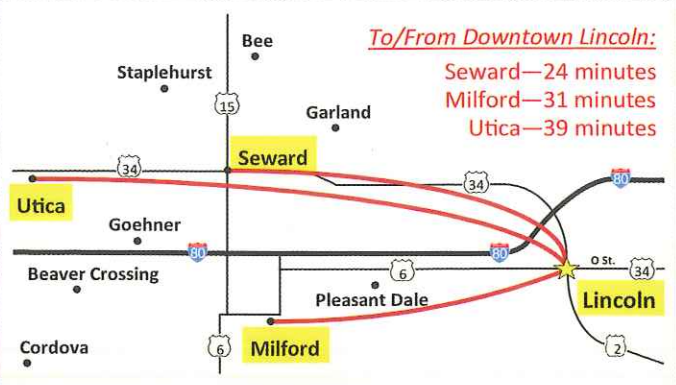 To/From Downtown Lincoln:
Seward—24 minutes
Milford—31 minutes
Utica—39 minutes
Bee
Staplehurst
15
Garland
Seward
34
34
80
Utica
Goehner
80
80
O St.
6
34
Beaver Crossing
Pleasant Dale
Lincoln
Cordova
6
Milford
2